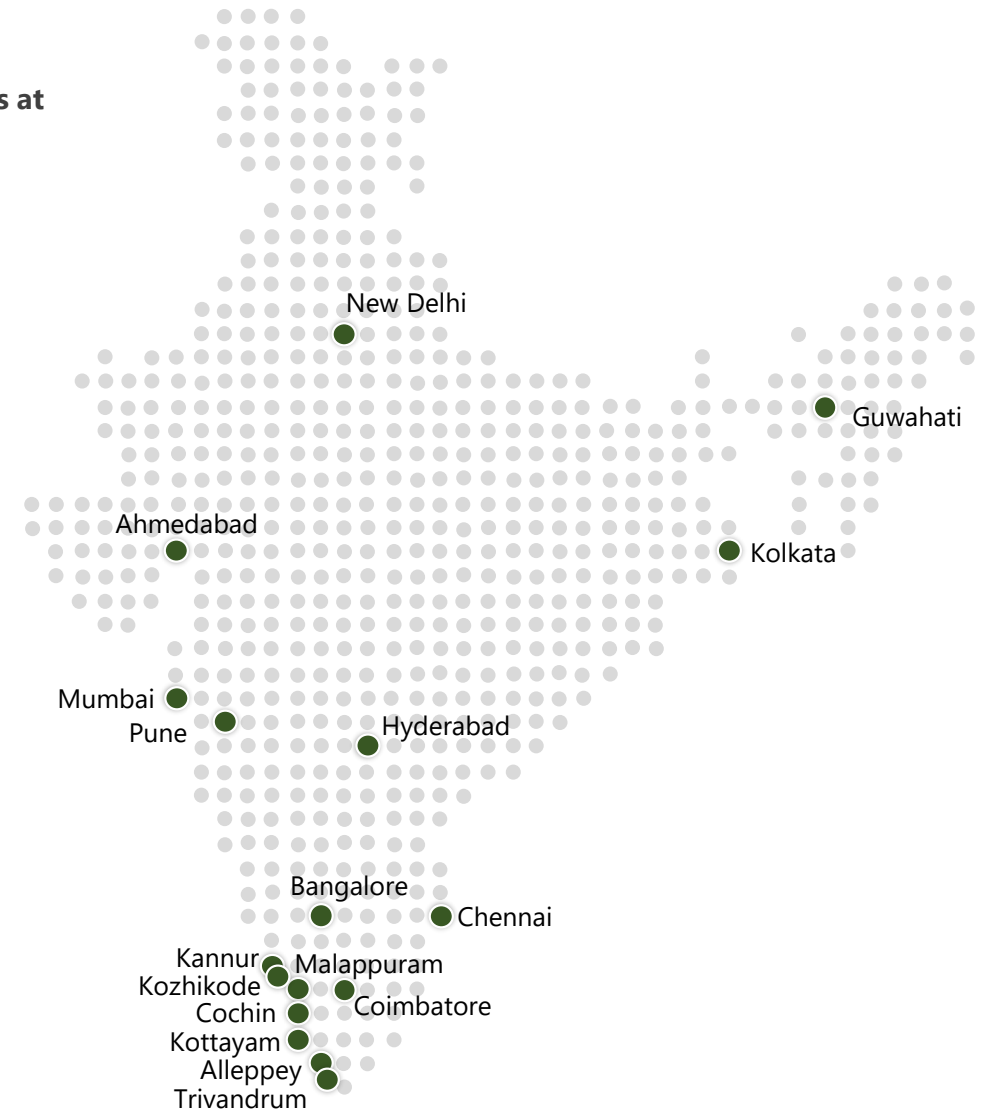 s at
New Delhi
Guwahati
Ahmedabad
Kolkata
Mumbai
Pune
Hyderabad
Bangalore
Chennai
Kannur
Malappuram
Kozhikode
Coimbatore
Cochin
Kottayam
Alleppey
Trivandrum